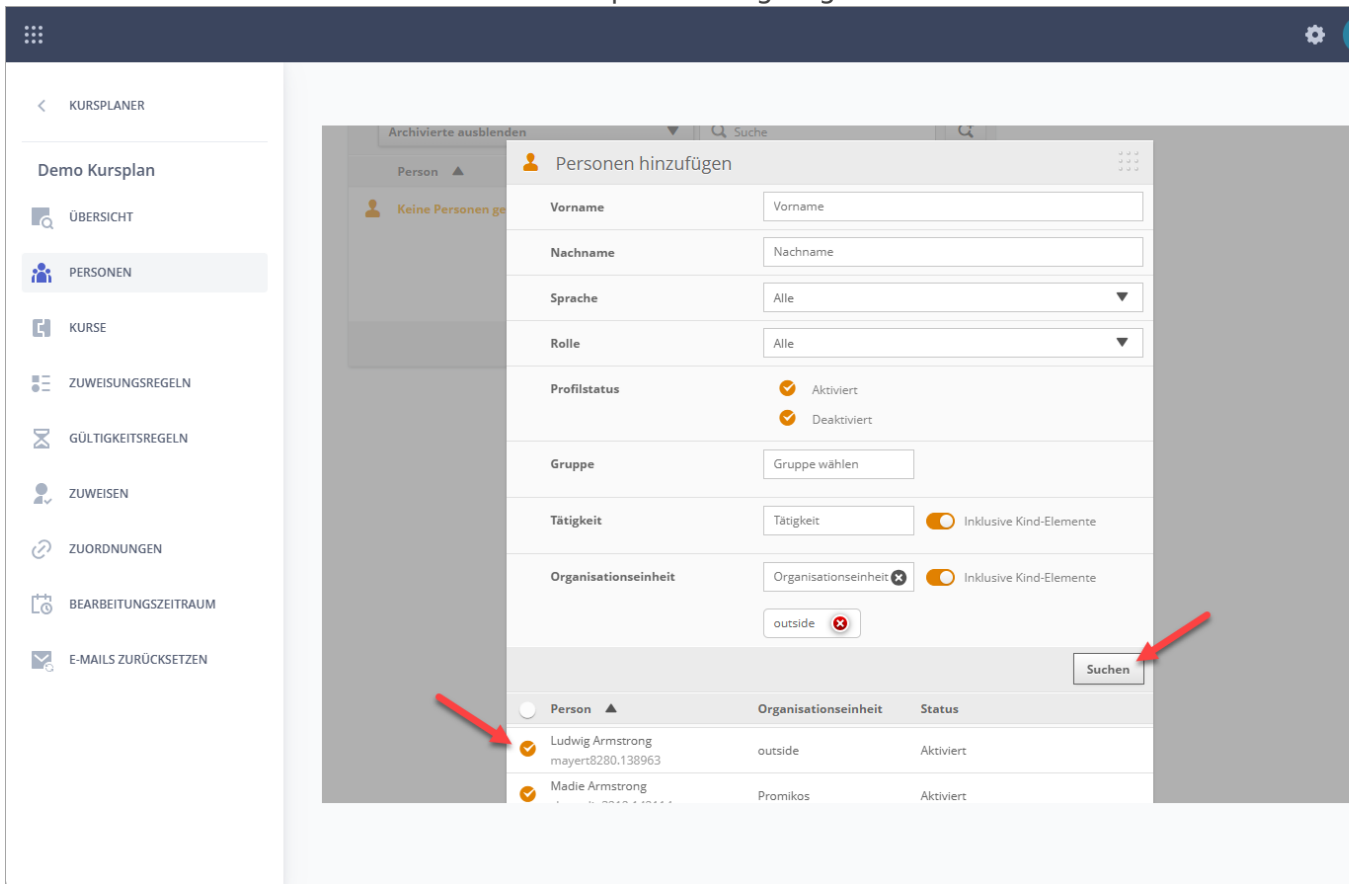 KURSPLANER
Demo Kursplan
ÜBERSICHT
PERSONEN
KURSE
ZUWEISUNGSREGELN
GÜLTIGKEITSREGELN
ZUWEISEN
ZUORDNUNGEN
BEARBEITUNGSZEITRAUM
E-MAILS ZURÜCKSETZEN
Archivierte ausblenden
Suche
Person
Keine Personen ge
Personen hinzufügen
Vorname Vorname
Nachname Nachname
Sprache Alle
Rolle Alle
Profilstatus Aktiviert
Deaktiviert
Gruppe Gruppe wählen
Tätigkeit Tätigkeit Inklusive Kind-Elemente
Organisationseinheit Organisationseinheit Inklusive Kind-Elemente
outside
Suchen
Person Organisationseinheit Status
Ludwig Armstrong outside Aktiviert
mayert8280.138963
Madie Armstrong Promikos Aktiviert